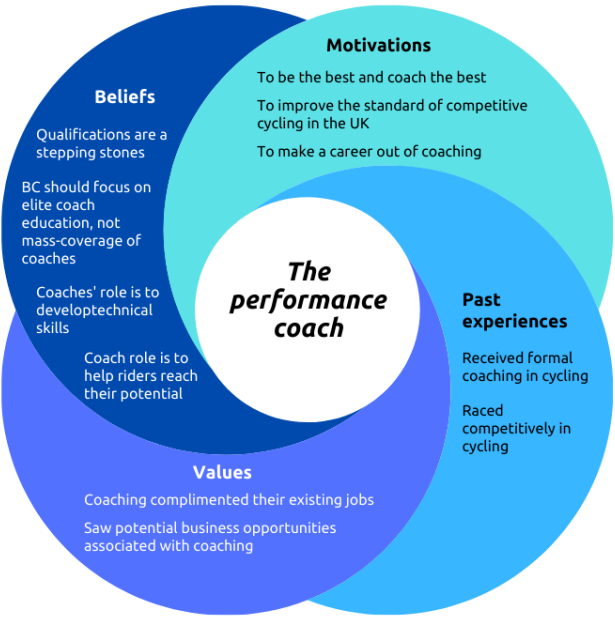 Motivations
To be the best and coach the best
To improve the standard of competitive
cycling in the UK
To make a career out of coaching
Beliefs
Qualifications are a
stepping stones
BC should focus on
elite coach
education, not
mass-coverage of
coaches
Coaches' role is to
developtechnical
skills
Coach role is to
help riders reach
their potential
The
performance
coach
Past
experiences
Received formal
coaching in cycling
Raced
competitively in
cycling
Values
Coaching complimented their existing jobs
Saw potential business opportunities
associated with coaching